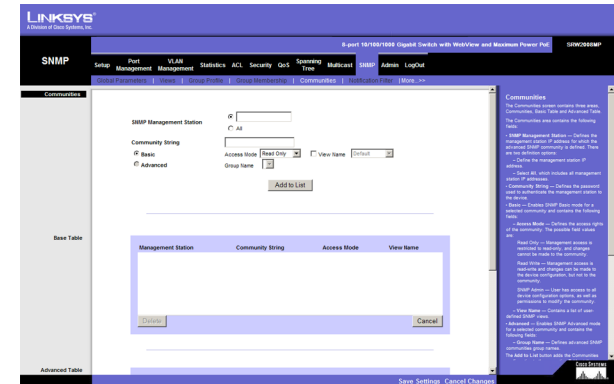 LINKSYS®
A Division of Cisco Systems, Inc.
8-port 10/100/1000 Gigabit Switch with WebView and Maximum Power PoE
SRW2008MP
SNMP
Setup Port Management VLAN Management Statistics ACL Security QoS Spanning Tree Multicast SNMP Admin LogOut
Global Parameters | Views | Group Profile | Group Membership | Communities | Notification Filter | More...>>
Communities
SNMP Management Station
All
Community String
Basic
Access Mode Read Only View Name Default
Advanced
Group Name
Add to List
Base Table
Management Station Community String Access Mode View Name
Delete Cancel
Advanced Table
Save Settings Cancel Changes
Communities
The Communities screen contains three areas,
Communities, Basic Table and Advanced Table.
The Communities area contains the following
fields:
• SNMP Management Station — Defines the
management station IP address for which the
advanced SNMP community is defined. There
are two definition options:
– Define the management station IP
address.
– Select All, which includes all management
station IP addresses.
• Community String — Defines the password
used to authenticate the management station to
the device.
• Basic — Enables SNMP Basic mode for a
selected community and contains the following
fields:
– Access Mode — Defines the access rights
of the community. The possible field values
are:
Read Only — Management access is
restricted to read-only, and changes
cannot be made to the community.
Read Write — Management access is
read-write and changes can be made to
the device configuration, but not to the
community.
SNMP Admin — User has access to all
device configuration options, as well as
permissions to modify the community.
– View Name — Contains a list of user-
defined SNMP views.
• Advanced — Enables SNMP Advanced mode
for a selected community and contains the
following fields:
– Group Name — Defines advanced SNMP
communities group names.
The Add to List button adds the Communities
CISCO SYSTEMS